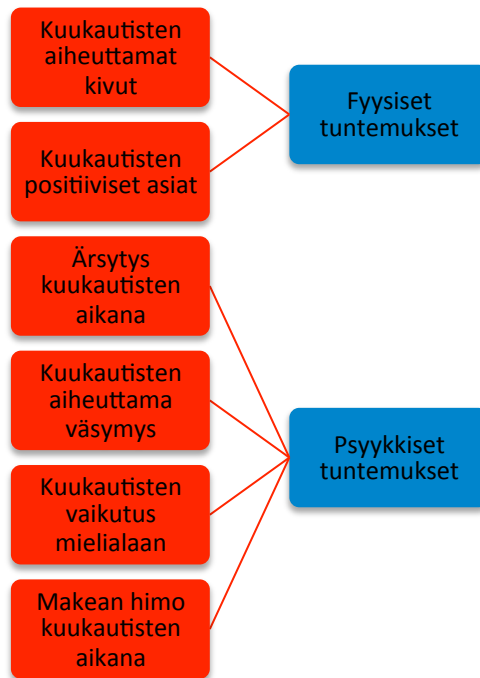 Kuukautisten
aiheuttamat
kivut
Fyysiset
tuntemukset
Kuukautisten
positiiviset asiat
Ärsytys
kuukautisten
aikana
Kuukautisten
aiheuttama
väsymys
Psyykkiset
tuntemukset
Kuukautisten
vaikutus
mielialaan
Makean himo
kuukautisten
aikana